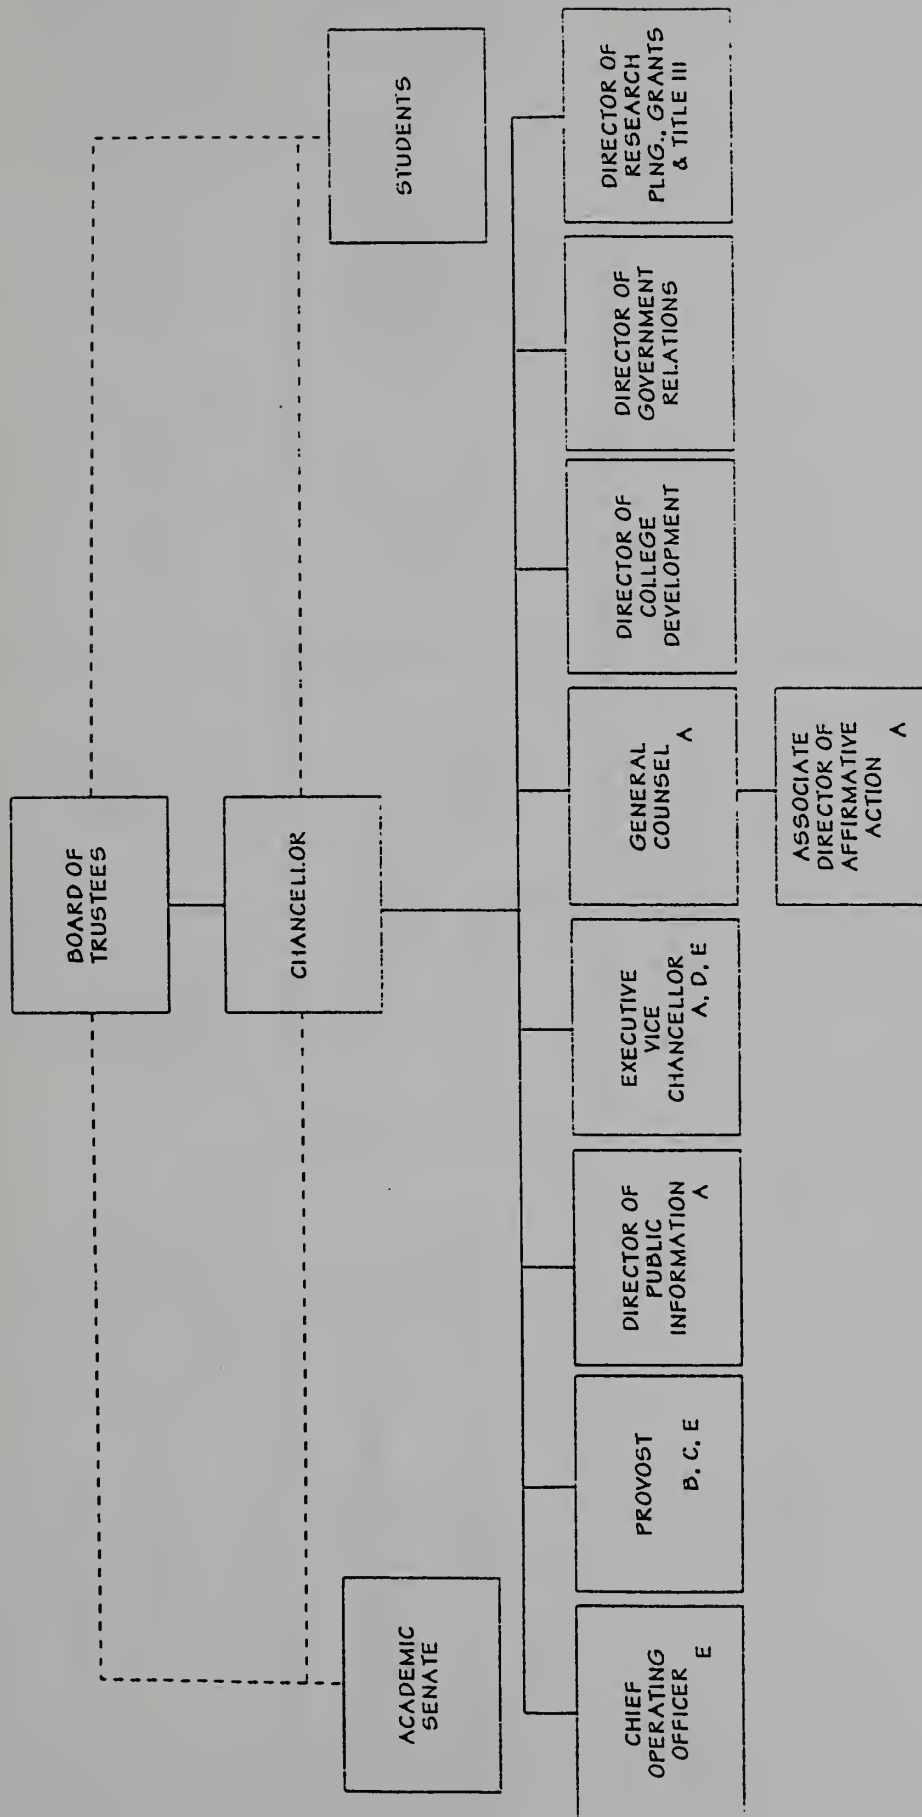 BOARD OF
TRUSTEES
CHANCELLOR
ACADEMIC
SENATE
STUDENTS
CHIEF
OPERATING
OFFICER
E
PROVOST
B, C, E
DIRECTOR OF
PUBLIC
INFORMATION
A
EXECUTIVE
VICE
CHANCELLOR
A, D, E
GENERAL
COUNSEL
A
DIRECTOR OF
COLLEGE
DEVELOPMENT
DIRECTOR OF
GOVERNMENT
RELATIONS
DIRECTOR OF
RESEARCH
PLNG., GRANTS
& TITLE III
ASSOCIATE
DIRECTOR OF
AFFIRMATIVE
ACTION
A